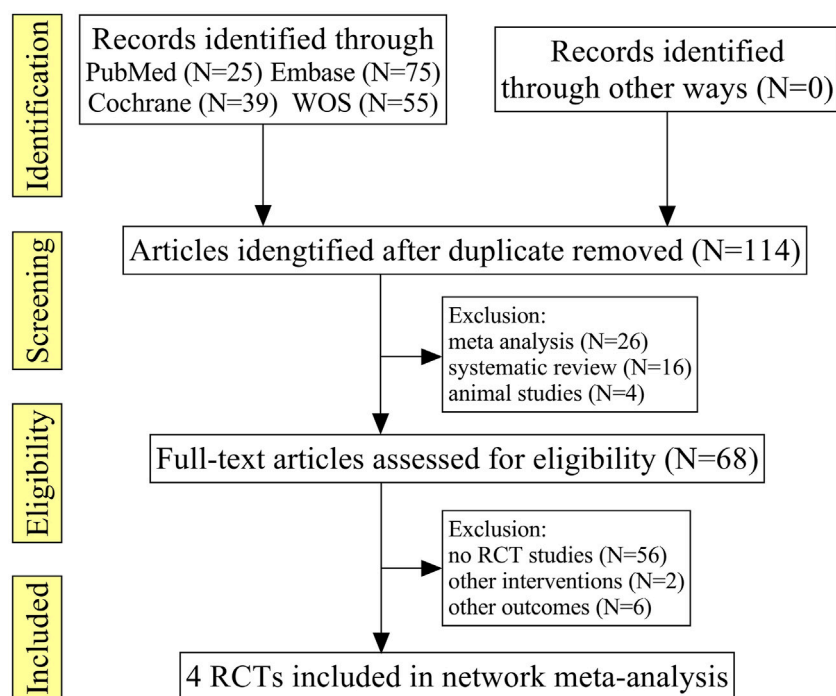 Identification
Records identified through
PubMed (N=25) Embase (N=75)
Cochrane (N=39) WOS (N=55)
Records identified
through other ways (N=0)
Screening
Articles idengtified after duplicate removed (N=114)
Exclusion:
meta analysis (N=26)
systematic review (N=16)
animal studies (N=4)
Eligibility
Full-text articles assessed for eligibility (N=68)
Exclusion:
no RCT studies (N=56)
other interventions (N=2)
other outcomes (N=6)
Included
4 RCTs included in network meta-analysis